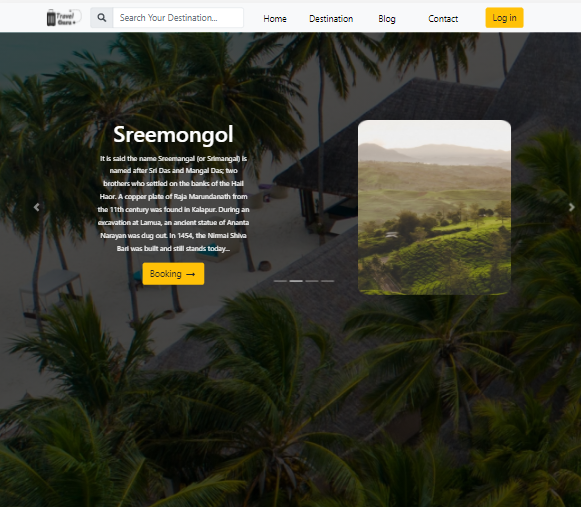 Travel
Guru
Search Your Destination...
Home
Destination
Blog
Contact
Log in
Sreemongol
It is said the name Sreemangal (or Srimangal) is
named after Sri Das and Mangal Das; two
brothers who settled on the banks of the Hail
Haor. A copper plate of Raja Marundanath from
the 11th century was found in Kalapur. During an
excavation at Lamua, an ancient statue of Ananta
Narayan was dug out. In 1454, the Nirmai Shiva
Bari was built and still stands today...
Booking →